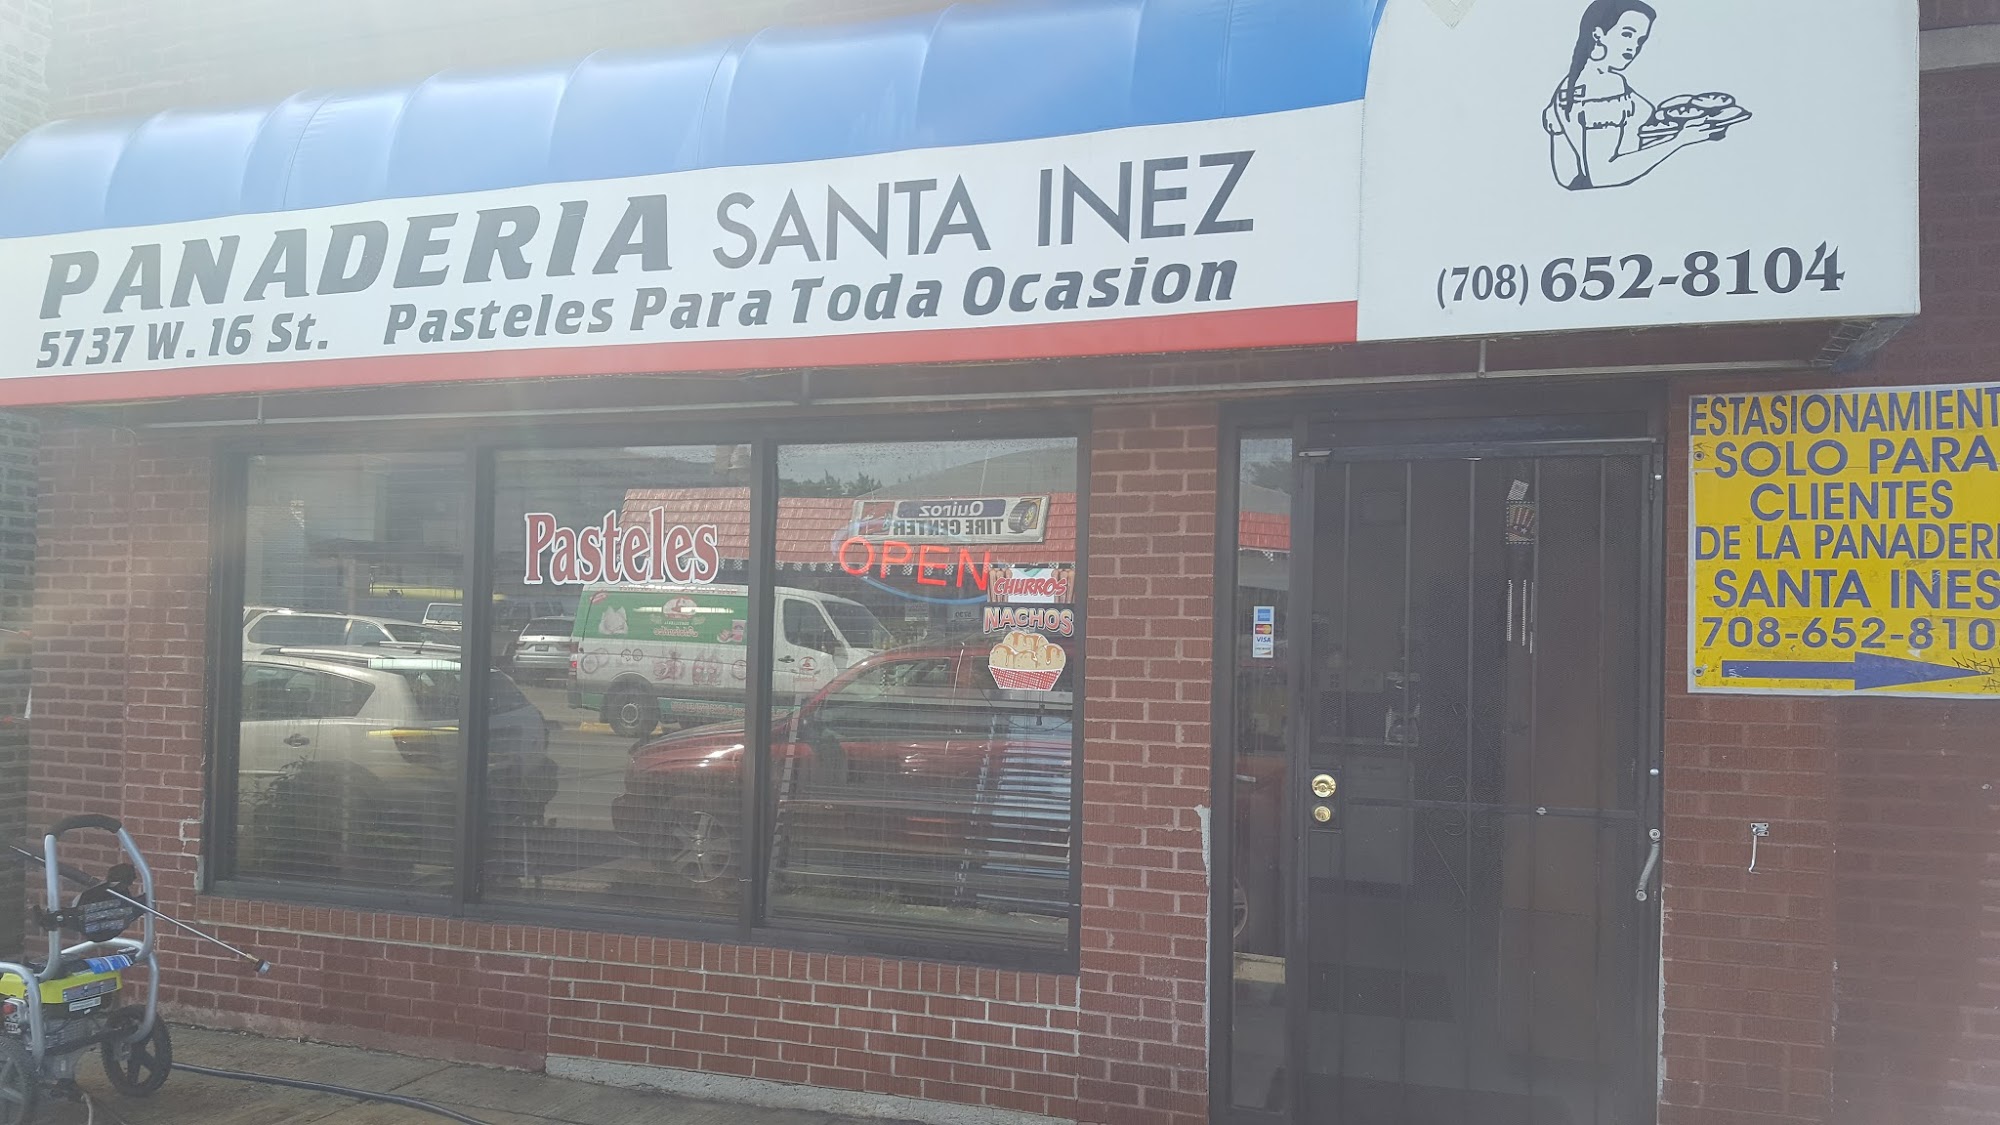 PANADERIA SANTA INEZ
5737 W. 16 St. Pasteles Para Toda Ocasion
(708) 652-8104
Pasteles
Quiroz
TIRE CENTER
OPEN
CHURROS
NACHOS
VISA
ESTASIONAMIENT
SOLO PARA
CLIENTES
DE LA PANADERI
SANTA INES
708-652-810